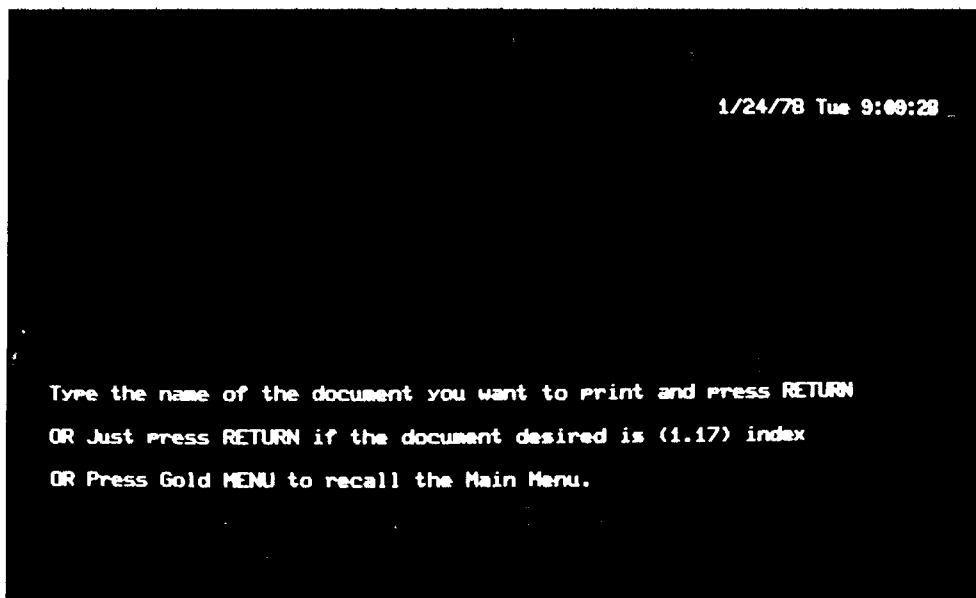 1/24/78 Tue 9:09:28
Type the name of the document you want to print and press RETURN
OR Just press RETURN if the document desired is (1.17) index
OR Press Gold MENU to recall the Main Menu.